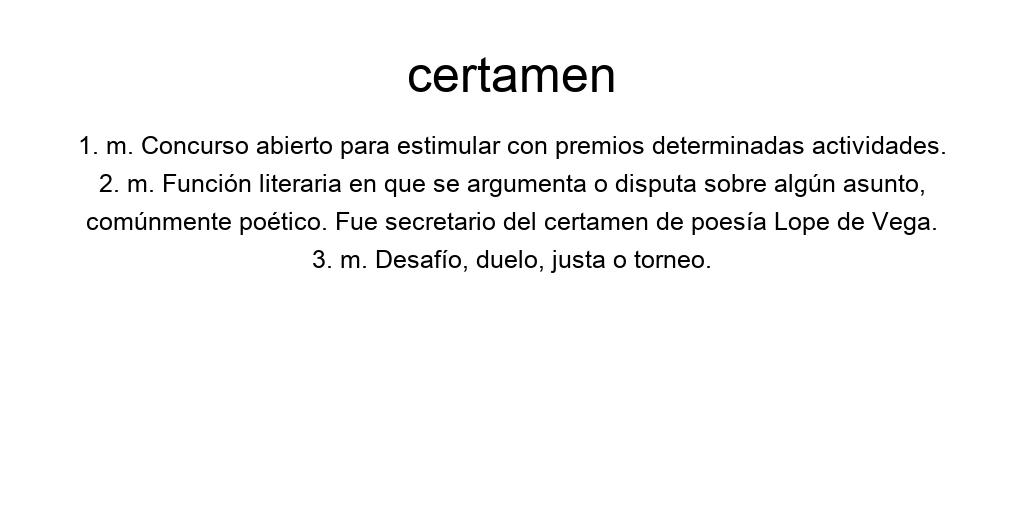 certamen
1. m. Concurso abierto para estimular con premios determinadas actividades.
2. m. Función literaria en que se argumenta o disputa sobre algún asunto,
comúnmente poético. Fue secretario del certamen de poesía Lope de Vega.
3. m. Desafío, duelo, justa o torneo.